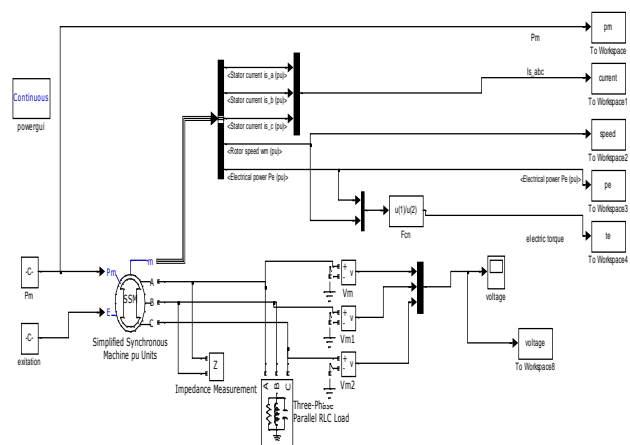 pm
Pm
To Workspace
<Stator current is_a (pu)>
Is_abc
current
<Stator current is_b (pu)>
To Workspace1
Continuous
powergui
<Stator current is_c (pu)>
speed
<Rotor speed wm (pu)>
To Workspace2
<Electrical power Pe (pu)>
<Electrical power Pe (pu)>
pe
To Workspace3
u(1)/u(2)
Fcn
electric torque
te
To Workspace4
m
-C-
Pm
Pm
A
SSM
B
E
C
-C-
exitation
Simplified Synchronous
Machine pu Units
+
-
v
Vm
+
-
v
Vm1
+
-
v
Vm2
voltage
voltage
To Workspace8
Z
Impedance Measurement
A
B
C
Three-Phase
Parallel RLC Load